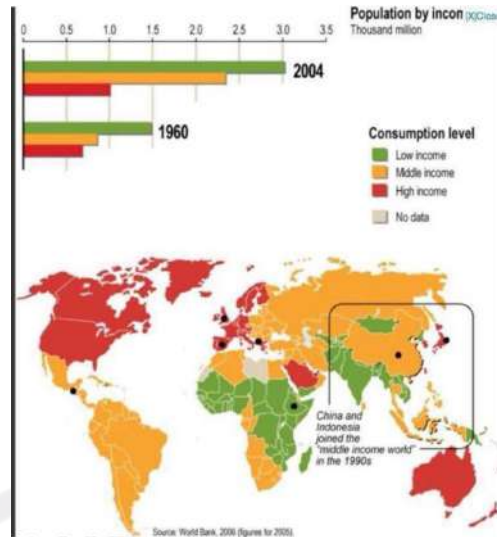 Population by incom [X]Close
Thousand million
0 0.5 1.0 1.5 2.0 2.5 3.0 3.5
2004
1960
Consumption level
Low income
Middle income
High income
No data
China and
Indonesia
joined the
"middle income world"
in the 1990s
Source: World Bank, 2006 (figures for 2005).